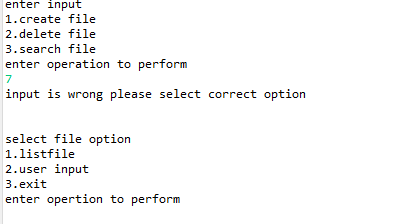 enter input
1.create file
2.delete file
3.search file
enter operation to perform
7
input is wrong please select correct option
select file option
1.listfile
2.user input
3.exit
enter opertion to perform